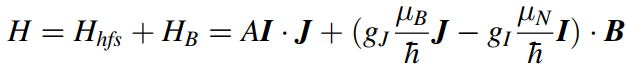 H = H_{hfs} + H_B = A\boldsymbol{I} \cdot \boldsymbol{J} + (g_J \frac{\mu_B}{\hbar} \boldsymbol{J} - g_I \frac{\mu_N}{\hbar} \boldsymbol{I}) \cdot \boldsymbol{B}